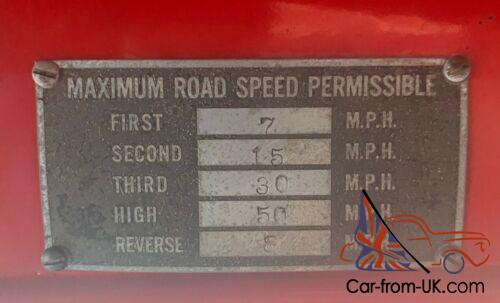 MAXIMUM ROAD SPEED PERMISSIBLE
FIRST 7 M.P.H.
SECOND 15 M.P.H.
THIRD 30 M.P.H.
HIGH 50 M.P.H.
REVERSE 8
Car-from-UK.com